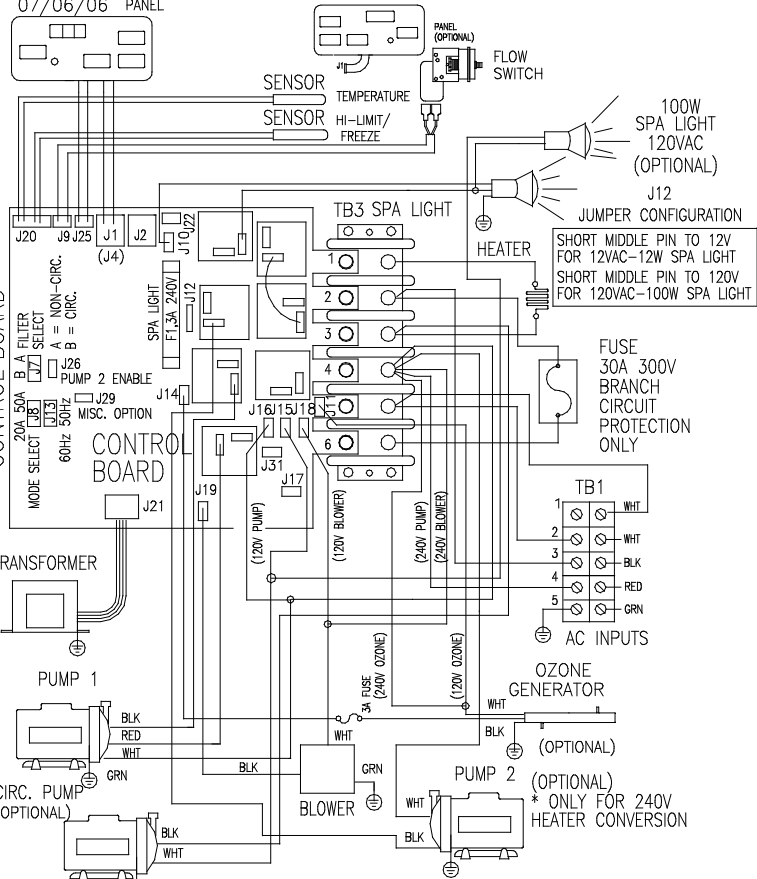 07/06/06 PANEL
PANEL
(OPTIONAL)
J1
FLOW
SWITCH
SENSOR
TEMPERATURE
SENSOR
HI-LIMIT/
FREEZE
100W
SPA LIGHT
120VAC
(OPTIONAL)
J12
JUMPER CONFIGURATION
SHORT MIDDLE PIN TO 12V
FOR 12VAC-12W SPA LIGHT
SHORT MIDDLE PIN TO 120V
FOR 120VAC-100W SPA LIGHT
TB3 SPA LIGHT
HEATER
J20
J9
J25
J1
(J4)
J2
J10
J22
1
2
3
4
6
SPA LIGHT
F1,3A 240V
J12
CONTROL BOARD
FILTER
SELECT
A = NON-CIRC.
B = CIRC.
B A
J7
J26
PUMP 2 ENABLE
J14
J29
MISC. OPTION
20A 50A
J8
J13
60Hz 50Hz
MODE SELECT
CONTROL
BOARD
J16
J15
J18
J11
J31
J17
J19
J21
FUSE
30A 300V
BRANCH
CIRCUIT
PROTECTION
ONLY
TB1
1
WHT
2
WHT
3
BLK
4
RED
5
GRN
AC INPUTS
(120V PUMP)
(120V BLOWER)
(240V PUMP)
(240V BLOWER)
RANSFORMER
3A FUSE
(240V OZONE)
(120V OZONE)
OZONE
GENERATOR
WHT
BLK
(OPTIONAL)
PUMP 1
BLK
RED
WHT
GRN
WHT
BLK
GRN
BLOWER
PUMP 2
(OPTIONAL)
* ONLY FOR 240V
HEATER CONVERSION
WHT
BLK
CIRC. PUMP
OPTIONAL)
BLK
WHT